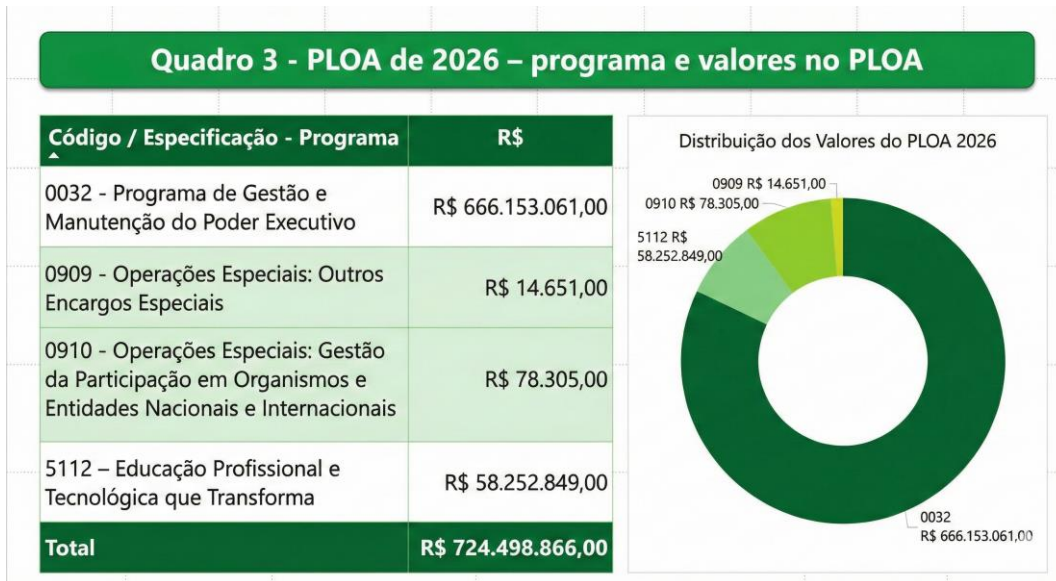 Quadro 3 - PLOA de 2026 – programa e valores no PLOA
Código / Especificação - Programa
R$
0032 - Programa de Gestão e
Manutenção do Poder Executivo
R$ 666.153.061,00
0909 - Operações Especiais: Outros
Encargos Especiais
R$ 14.651,00
0910 - Operações Especiais: Gestão
da Participação em Organismos e
Entidades Nacionais e Internacionais
R$ 78.305,00
5112 – Educação Profissional e
Tecnológica que Transforma
R$ 58.252.849,00
Total
R$ 724.498.866,00
Distribuição dos Valores do PLOA 2026
0909 R$ 14.651,00
0910 R$ 78.305,00
5112 R$
58.252.849,00
0032
R$ 666.153.061,00